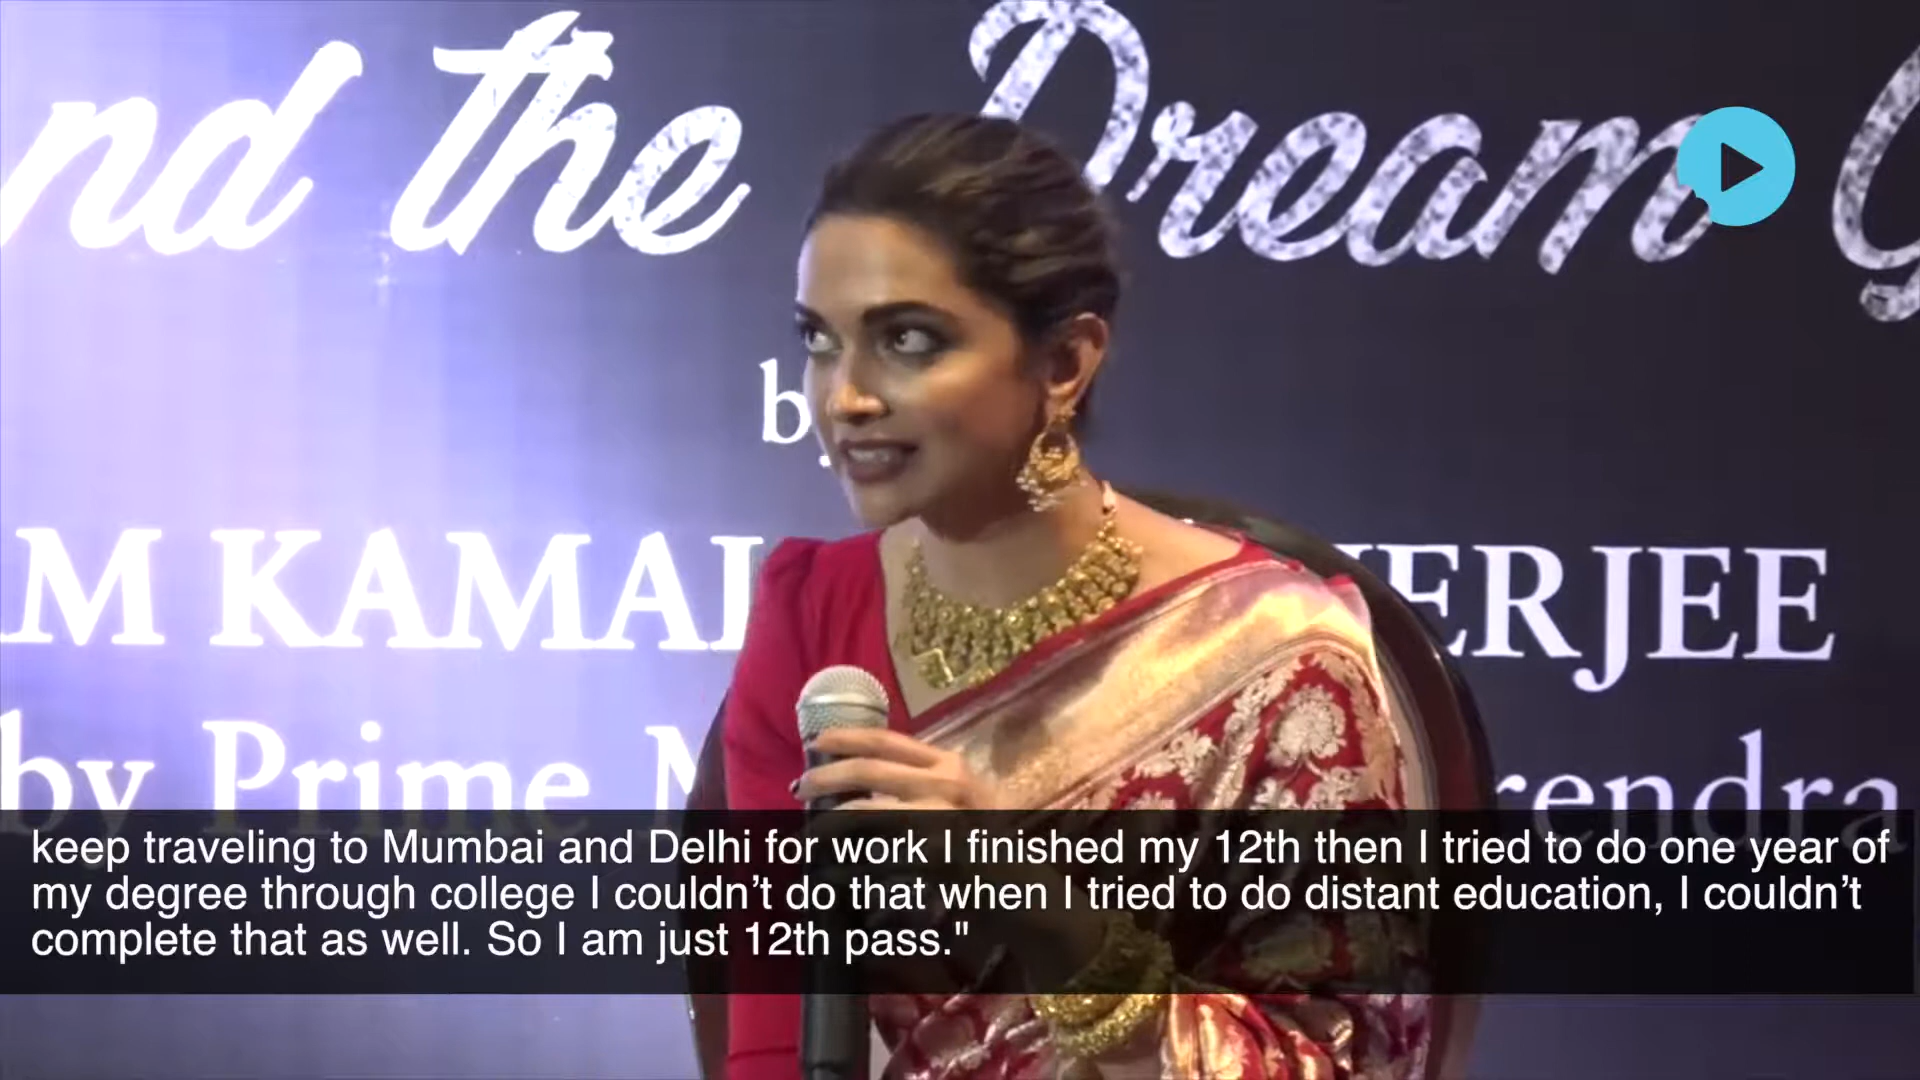 nd the Dream G
by
M KAMAL ERJEE
by Prime M rendra
keep traveling to Mumbai and Delhi for work I finished my 12th then I tried to do one year of
my degree through college I couldn’t do that when I tried to do distant education, I couldn’t
complete that as well. So I am just 12th pass."